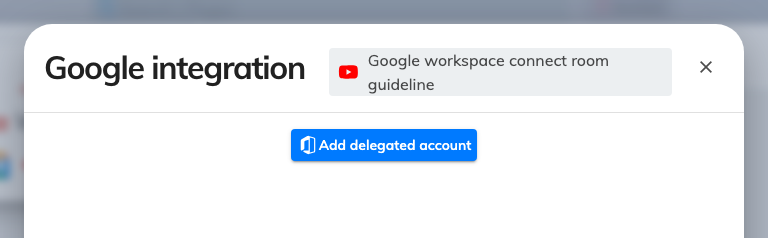 Google integration
Google workspace connect room
guideline
Add delegated account